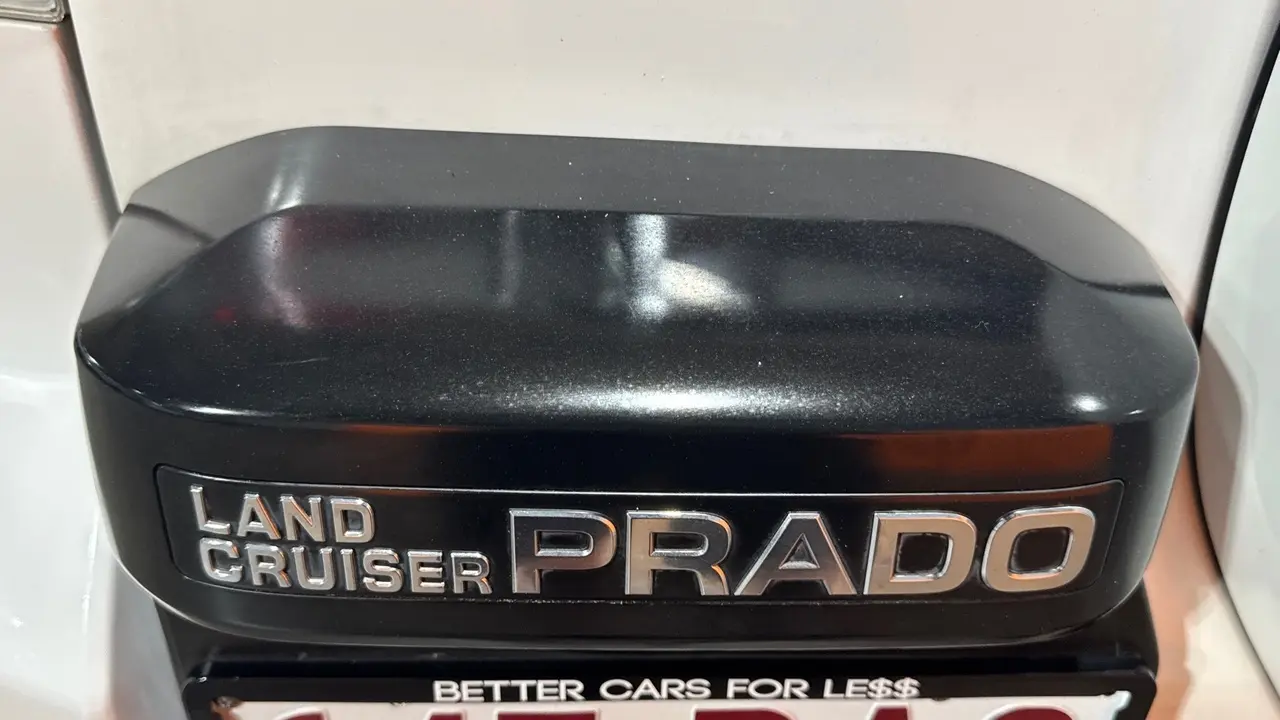 LAND
CRUISER PRADO
BETTER CARS FOR LE$$